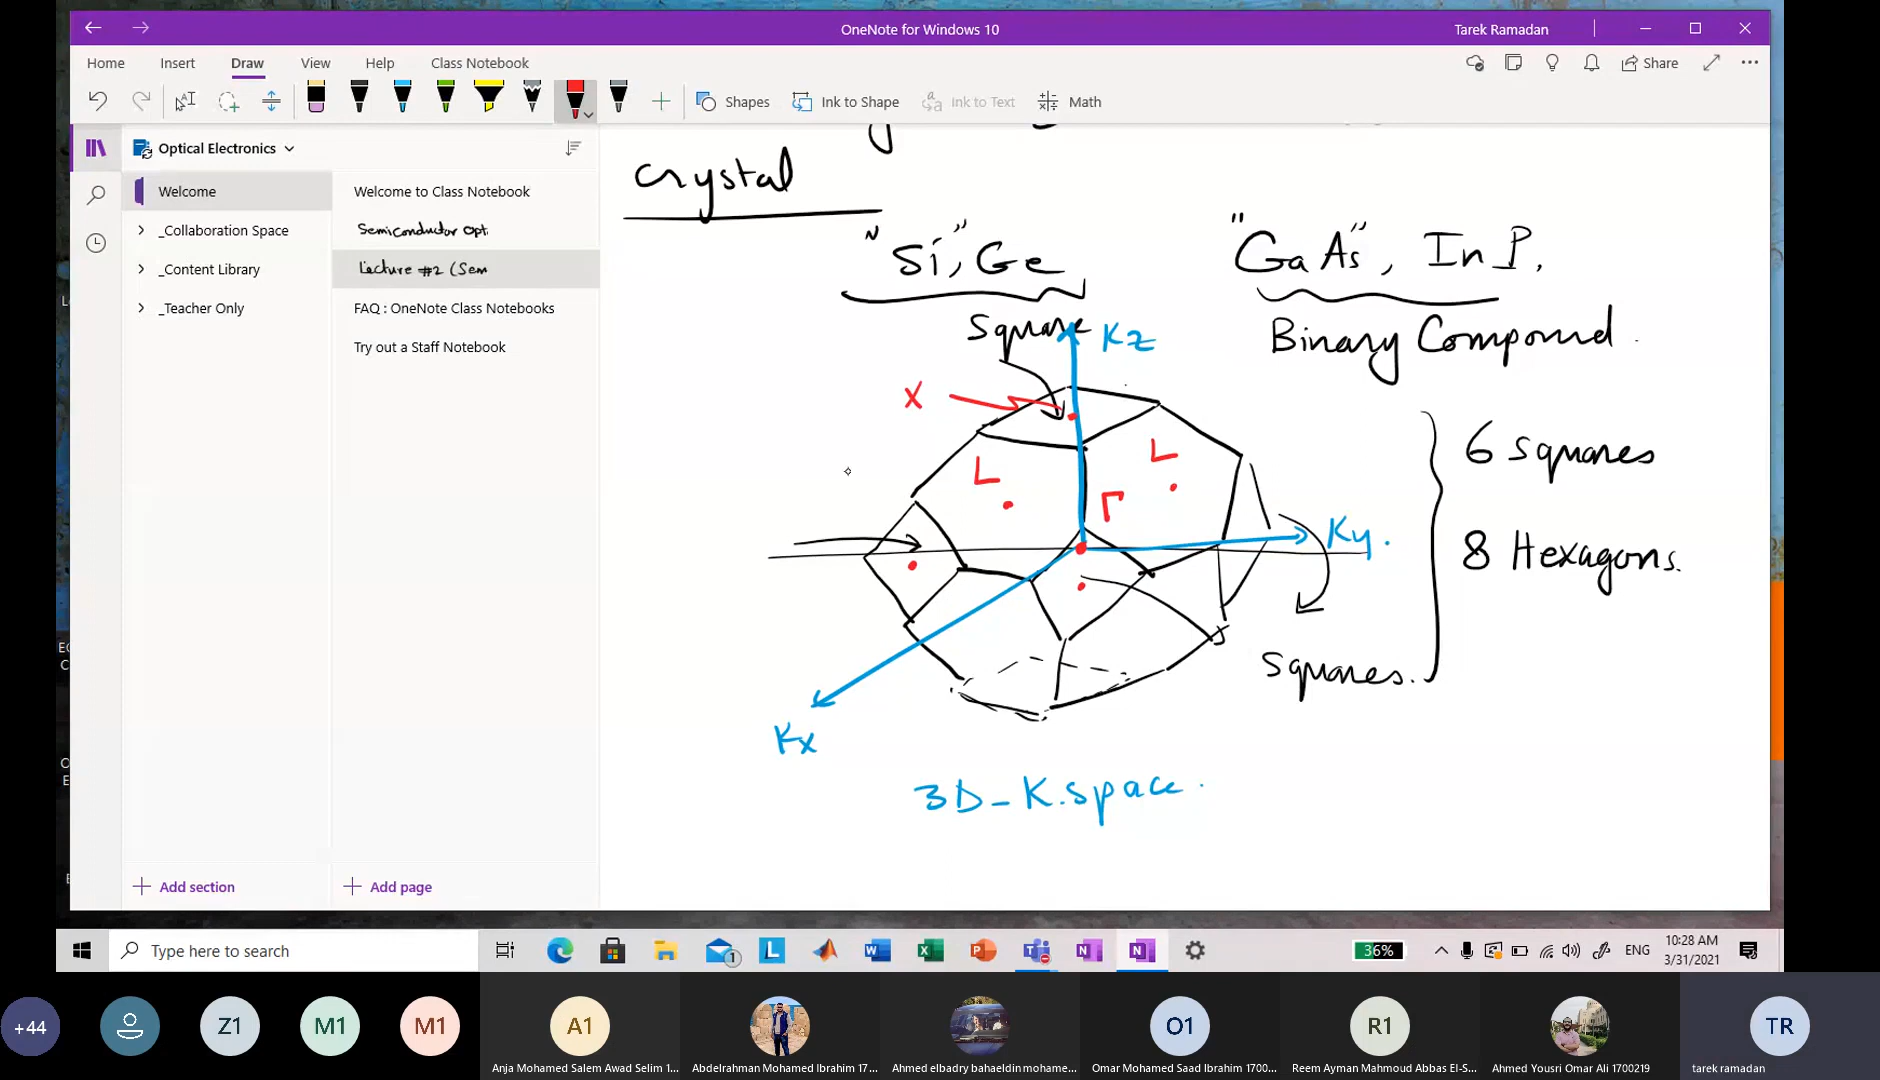 OneNote for Windows 10
Tarek Ramadan
Home Insert Draw View Help Class Notebook
Share
Shapes Ink to Shape Ink to Text Math
Optical Electronics
Welcome
_Collaboration Space
_Content Library
_Teacher Only
Welcome to Class Notebook
Semiconductor Opt.
Lecture #2 (Sem
FAQ : OneNote Class Notebooks
Try out a Staff Notebook
Add section
Add page
crystal
"Si", Ge
"GaAs", InP.
Square
Binary Compound.
Kz
X
L
L
Γ
Ky.
Kx
Squares.
6 squares
8 Hexagons.
3D_K.space.
Type here to search
1
36%
ENG
10:28 AM
3/31/2021
+44
Z1
M1
M1
A1
O1
R1
TR
Anja Mohamed Salem Awad Selim 1...
Abdelrahman Mohamed Ibrahim 17...
Ahmed elbadry bahaeldin mohame...
Omar Mohamed Saad Ibrahim 1700...
Reem Ayman Mahmoud Abbas El-S...
Ahmed Yousri Omar Ali 1700219
tarek ramadan